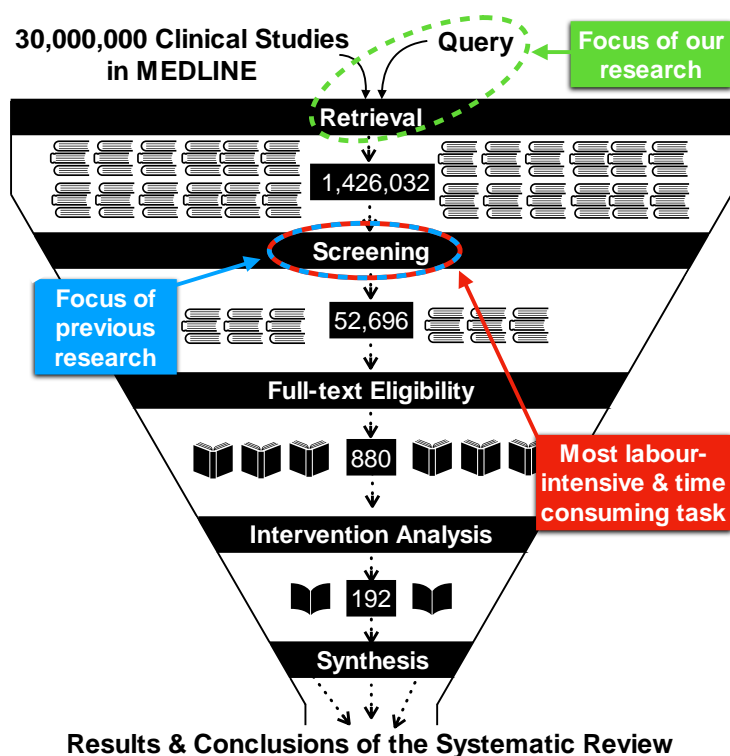 30,000,000 Clinical Studies
in MEDLINE
Query
Focus of our
research
Retrieval
1,426,032
Screening
Focus of
previous
research
52,696
Full-text Eligibility
880
Most labour-
intensive & time
consuming task
Intervention Analysis
192
Synthesis
Results & Conclusions of the Systematic Review